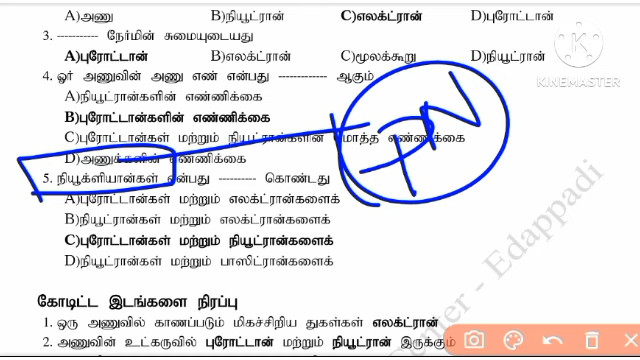 A)அணு B)நியூட்ரான் C)எலக்ட்ரான் D)புரோட்டான்
3. ----------- நேர்மின் சுமையுடையது
A)புரோட்டான் B)எலக்ட்ரான் C)மூலக்கூறு D)நியூட்ரான்
4. ஓர் அணுவின் அணு எண் என்பது ------------- ஆகும்
A)நியூட்ரான்களின் எண்ணிக்கை
B)புரோட்டான்களின் எண்ணிக்கை
C)புரோட்டான்கள் மற்றும் நியூட்ரான்களின் மொத்த எண்ணிக்கை
D)அணுக்களின் எண்ணிக்கை
5. நியூக்ளியான்கள் என்பது ---------- கொண்டது
A)புரோட்டான்கள் மற்றும் எலக்ட்ரான்களைக்
B)நியூட்ரான்கள் மற்றும் எலக்ட்ரான்களைக்
C)புரோட்டான்கள் மற்றும் நியூட்ரான்களைக்
D)நியூட்ரான்கள் மற்றும் பாஸிட்ரான்களைக்
கோடிட்ட இடங்களை நிரப்பு
1. ஒரு அணுவில் காணப்படும் மிகச்சிறிய துகள்கள் எலக்ட்ரான்
2. அணுவின் உட்கருவில் புரோட்டான் மற்றும் நியூட்ரான் இருக்கும்
P N
KINEMASTER
- Edappadi